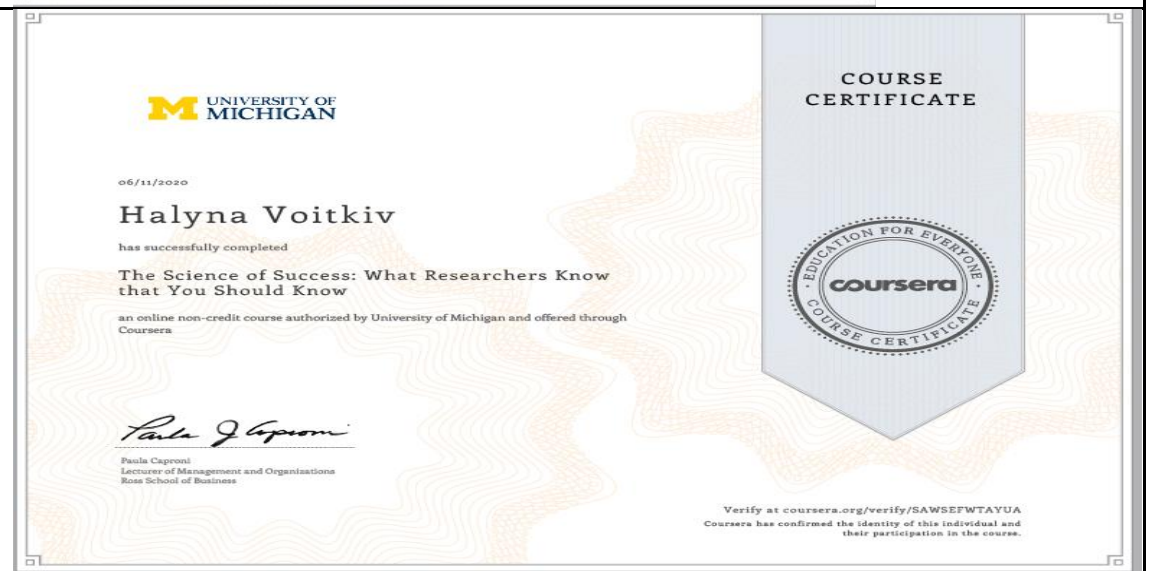 UNIVERSITY OF
MICHIGAN
COURSE
CERTIFICATE
06/11/2020
Halyna Voitkiv
has successfully completed
The Science of Success: What Researchers Know
that You Should Know
an online non-credit course authorized by University of Michigan and offered through
Coursera
EDUCATION FOR EVERYONE
coursera
COURSE CERTIFICATE
Paula J Caproni
Paula Caproni
Lecturer of Management and Organizations
Ross School of Business
Verify at coursera.org/verify/SAWSEFWTAYUA
Coursera has confirmed the identity of this individual and
their participation in the course.